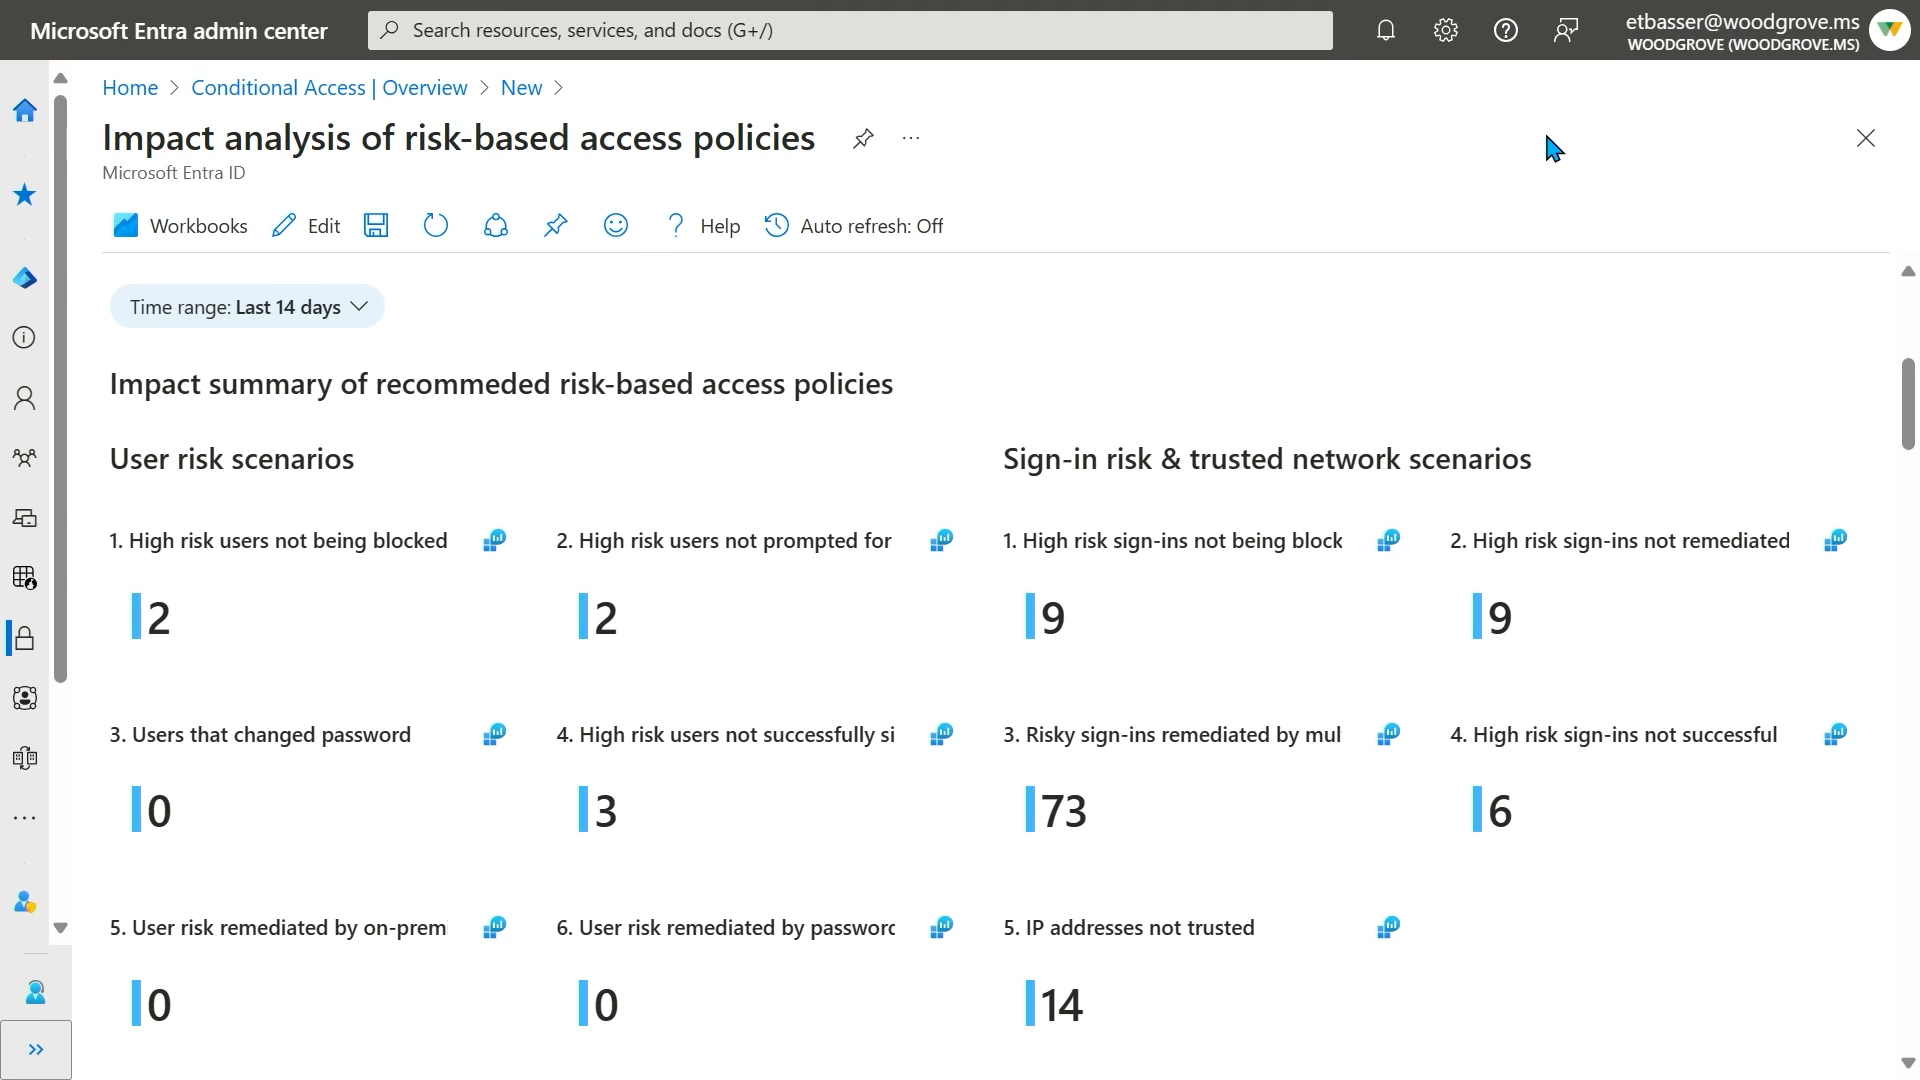 Microsoft Entra admin center
Search resources, services, and docs (G+/)
etbasser@woodgrove.ms
WOODGROVE (WOODGROVE.MS)
Home > Conditional Access | Overview > New >
Impact analysis of risk-based access policies
Microsoft Entra ID
Workbooks Edit Help Auto refresh: Off
Time range: Last 14 days
Impact summary of recommeded risk-based access policies
User risk scenarios
Sign-in risk & trusted network scenarios
1. High risk users not being blocked
2
2. High risk users not prompted for
2
1. High risk sign-ins not being block
9
2. High risk sign-ins not remediated
9
3. Users that changed password
0
4. High risk users not successfully si
3
3. Risky sign-ins remediated by mul
73
4. High risk sign-ins not successful
6
5. User risk remediated by on-prem
0
6. User risk remediated by password
0
5. IP addresses not trusted
14